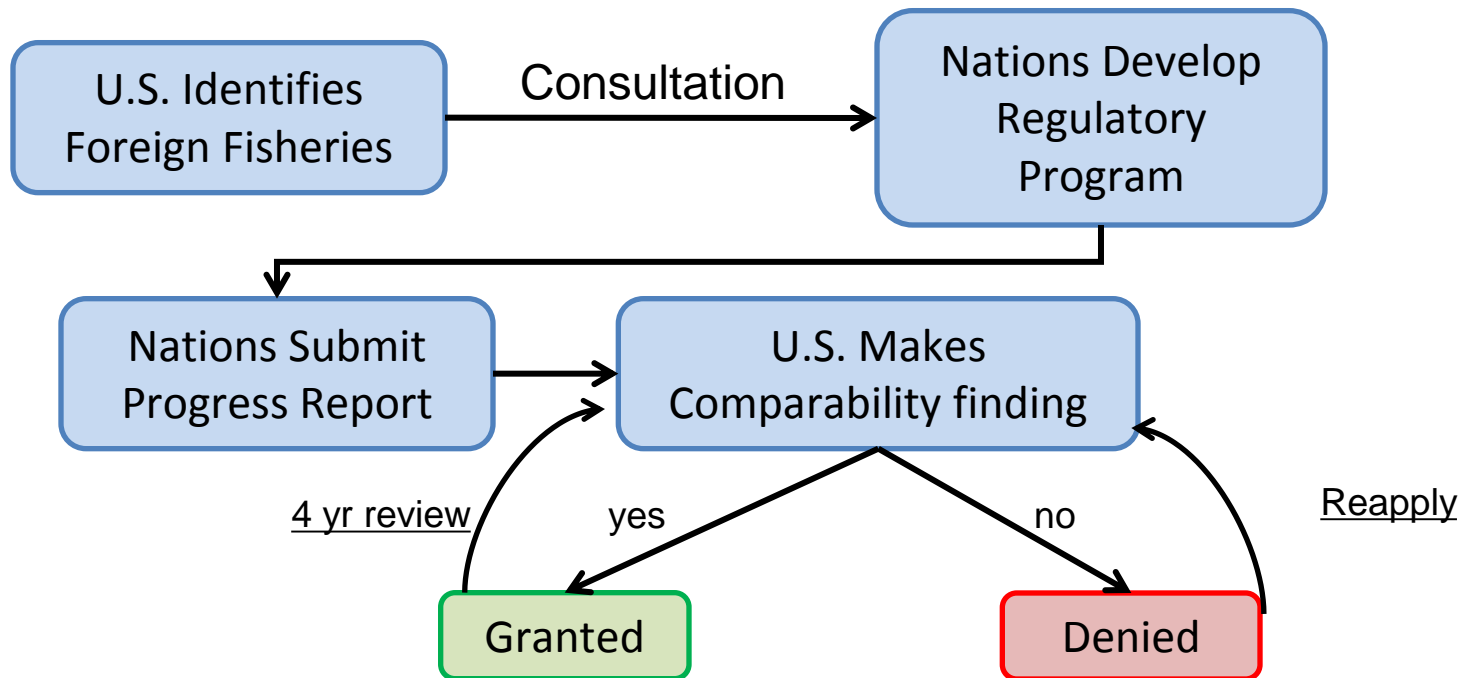 U.S. Identifies
Foreign Fisheries
Consultation
Nations Develop
Regulatory
Program
Nations Submit
Progress Report
U.S. Makes
Comparability finding
4 yr review
yes
no
Reapply
Granted
Denied